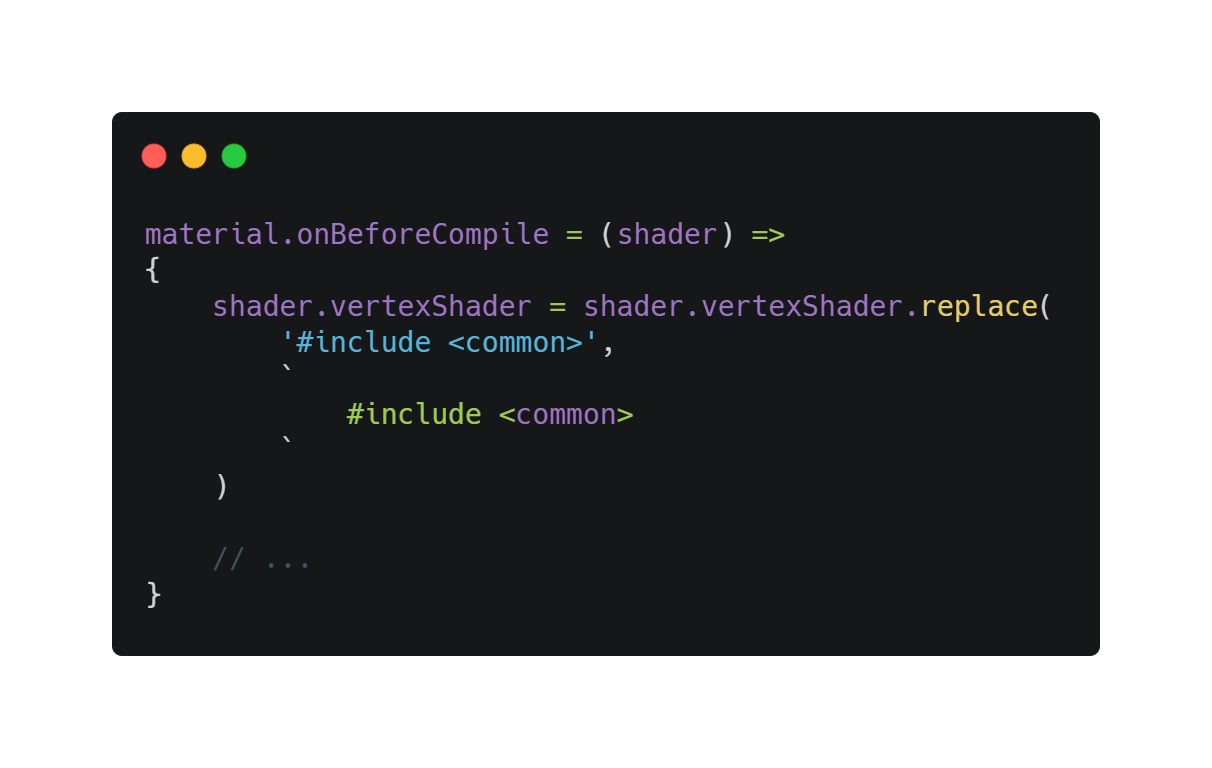 material.onBeforeCompile = (shader) =>
{
    shader.vertexShader = shader.vertexShader.replace(
        '#include <common>',
        `
            #include <common>
        `
    )

    // ...
}